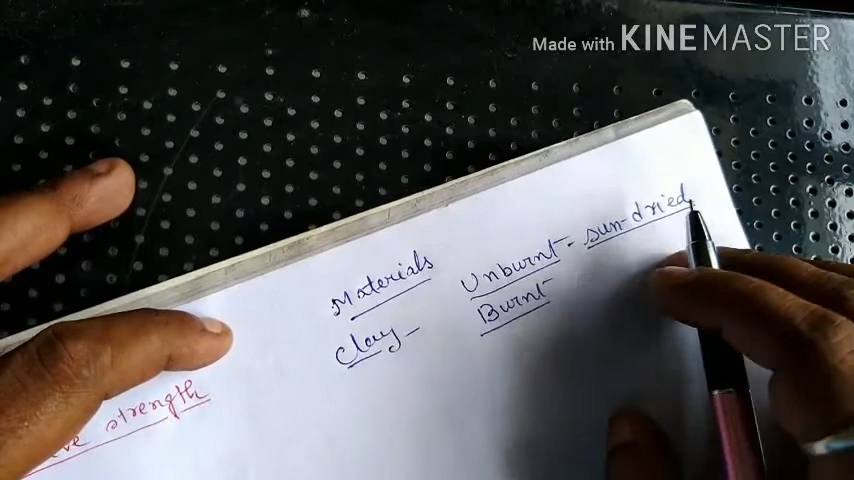 Made with KINEMASTER
Materials Unburnt - sun-dried
Clay - Burnt
strength